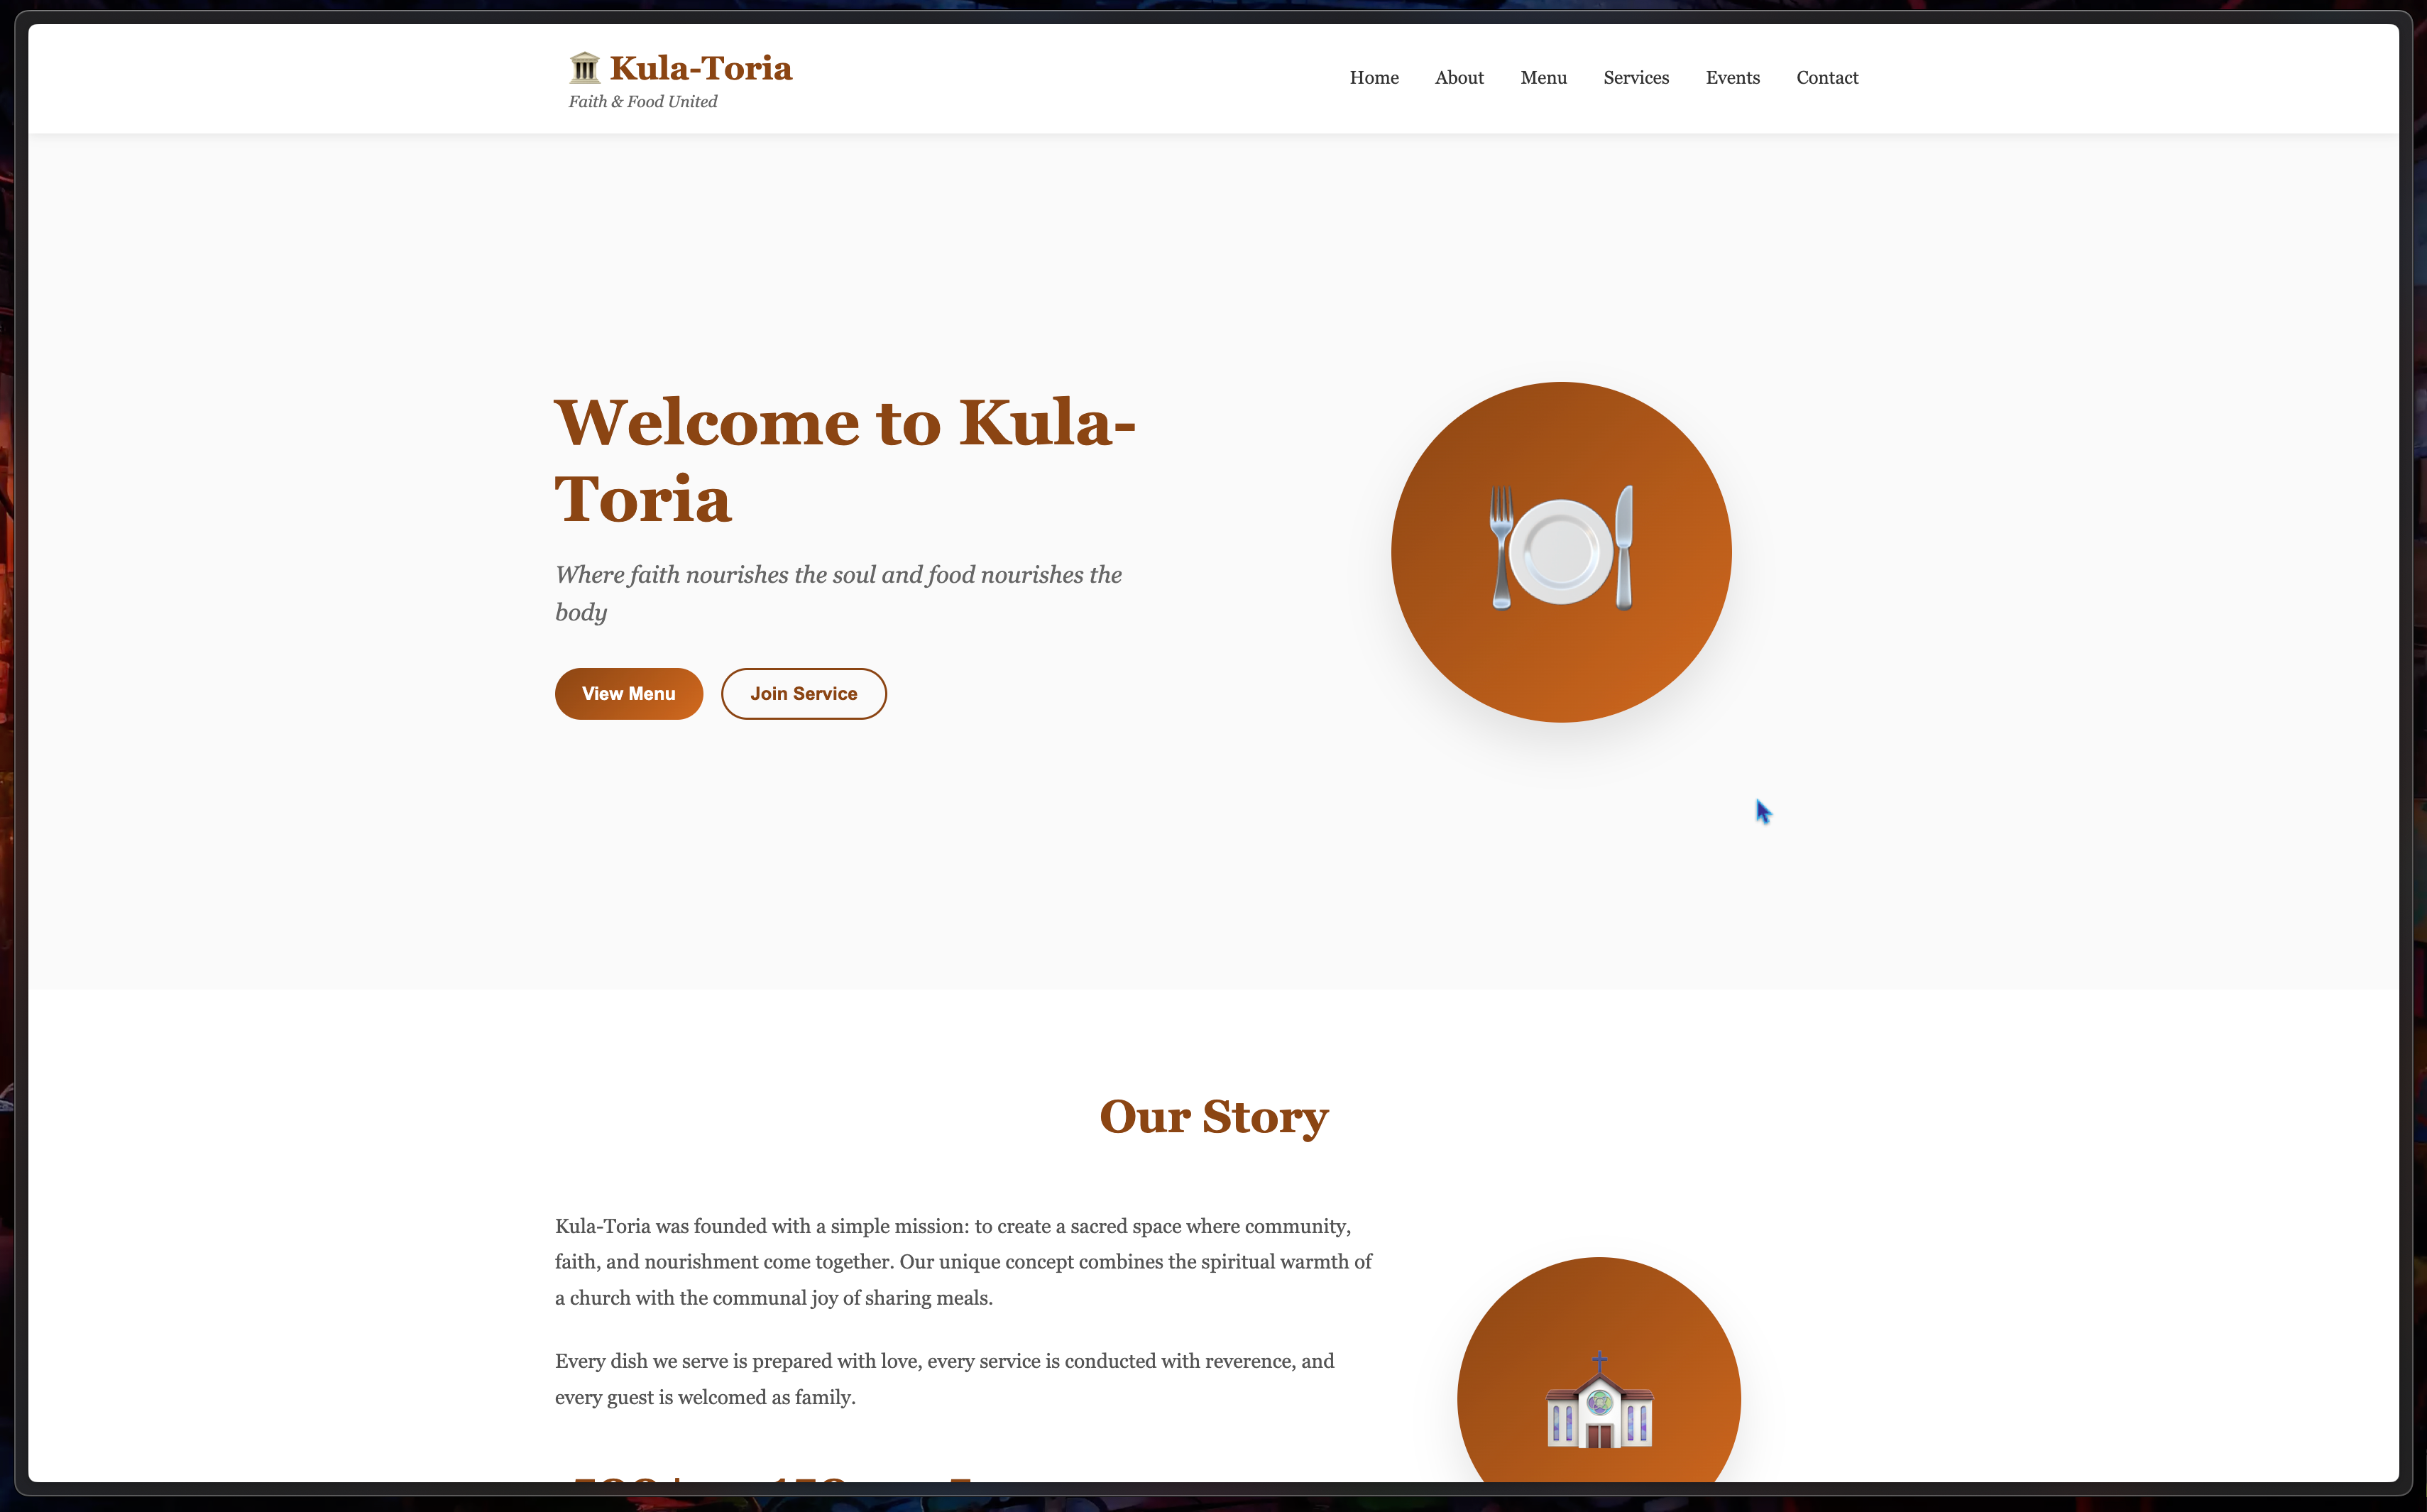 Kula-Toria
Faith & Food United
Home About Menu Services Events Contact
Welcome to Kula-
Toria
Where faith nourishes the soul and food nourishes the
body
View Menu Join Service
Our Story
Kula-Toria was founded with a simple mission: to create a sacred space where community,
faith, and nourishment come together. Our unique concept combines the spiritual warmth of
a church with the communal joy of sharing meals.
Every dish we serve is prepared with love, every service is conducted with reverence, and
every guest is welcomed as family.